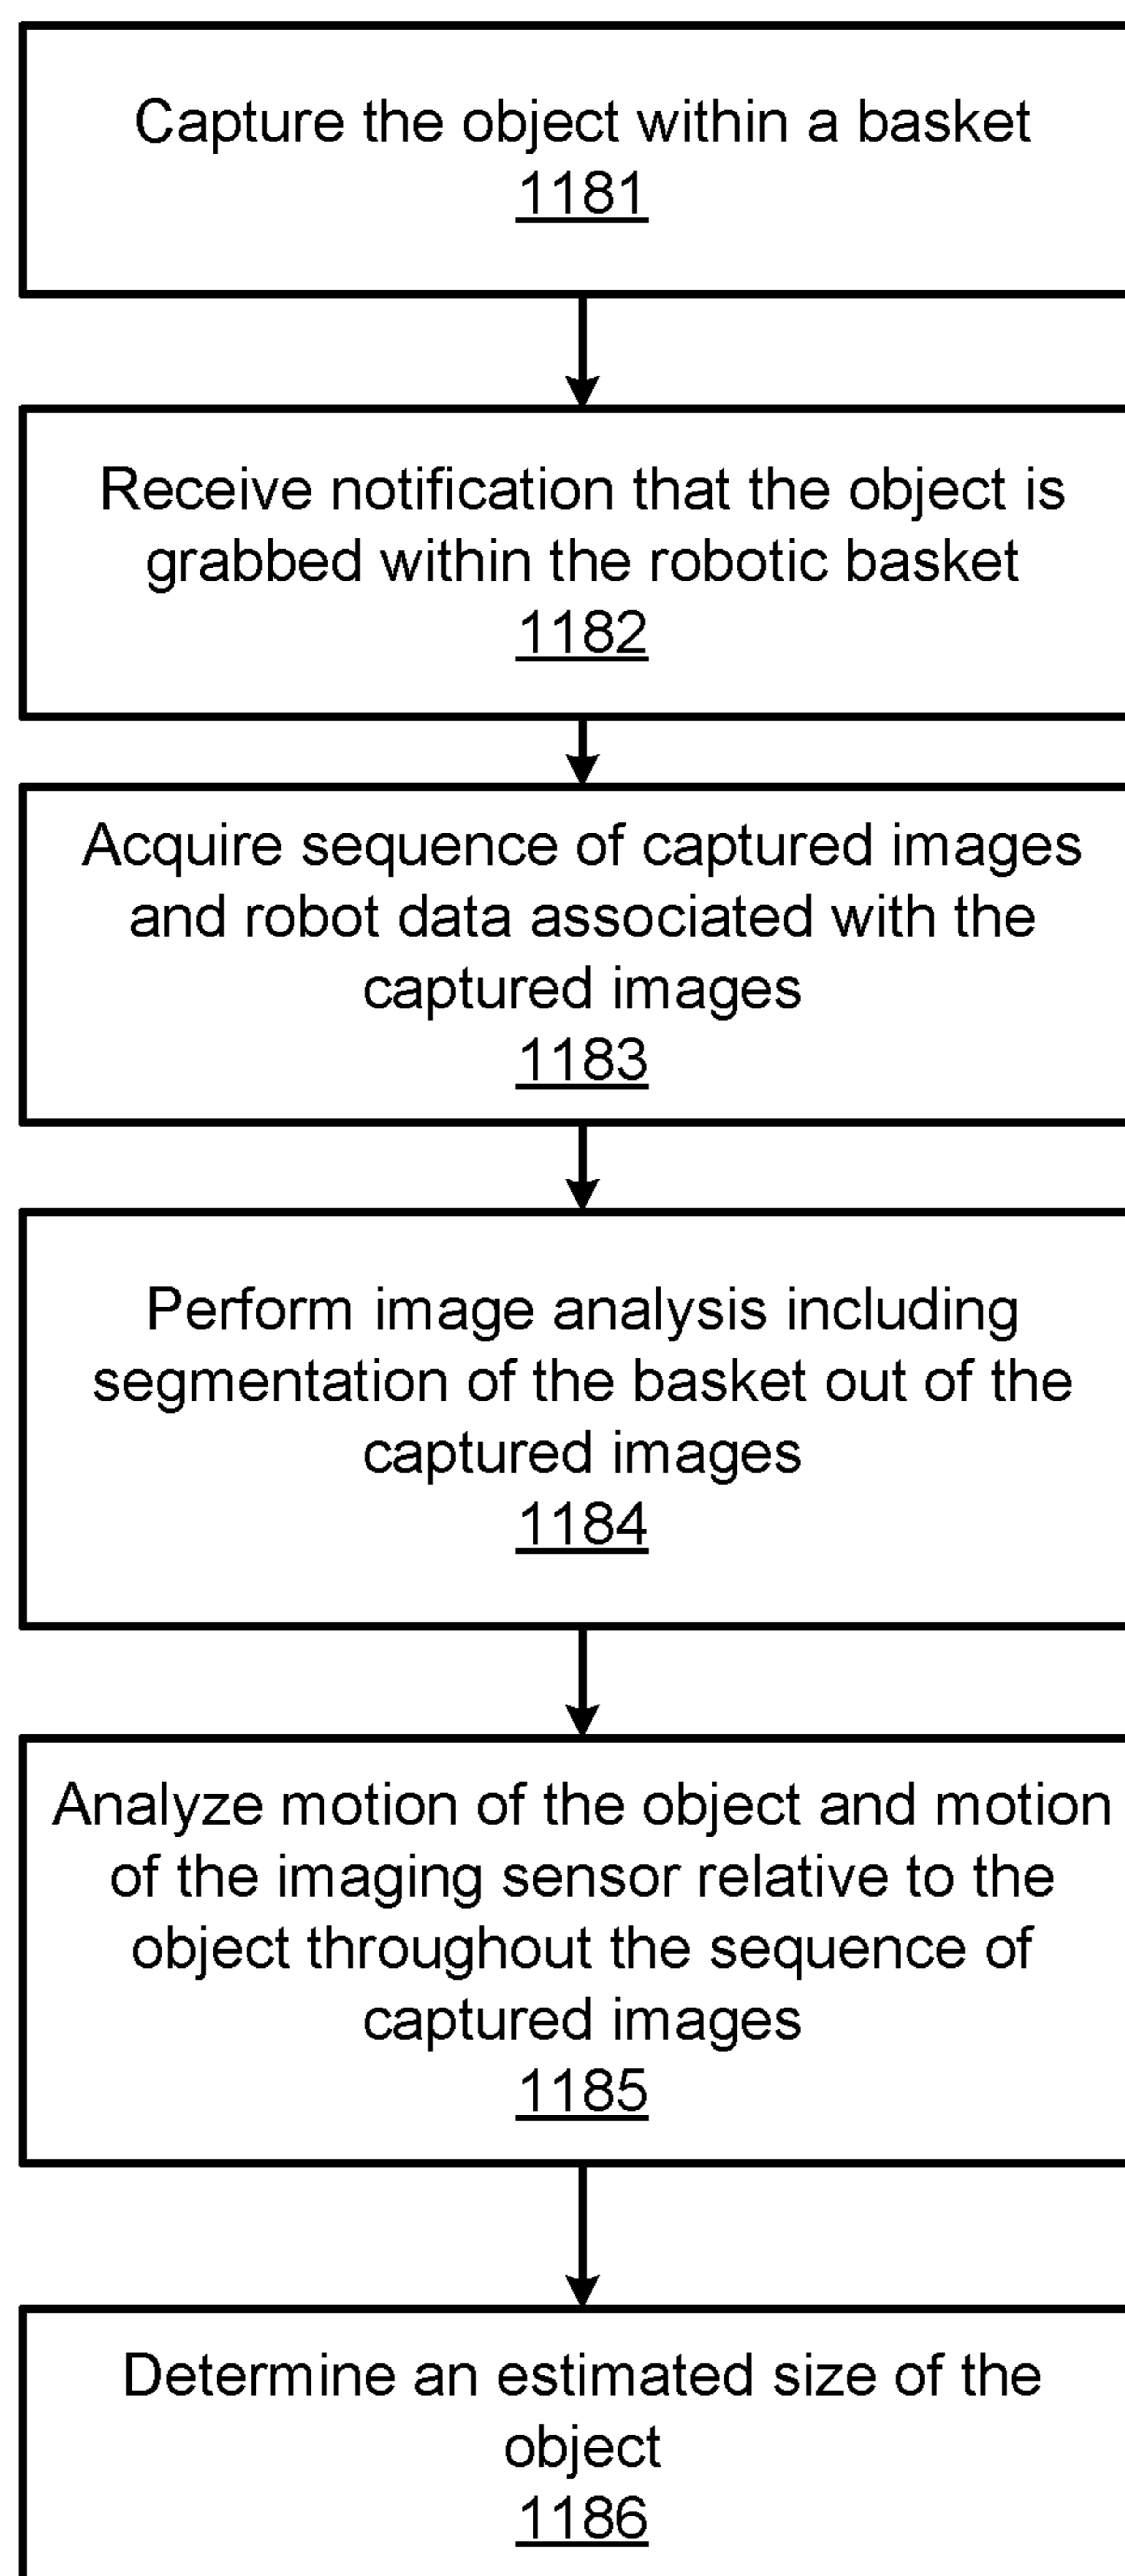 Capture the object within a basket
1181
Receive notification that the object is
grabbed within the robotic basket
1182
Acquire sequence of captured images
and robot data associated with the
captured images
1183
Perform image analysis including
segmentation of the basket out of the
captured images
1184
Analyze motion of the object and motion
of the imaging sensor relative to the
object throughout the sequence of
captured images
1185
Determine an estimated size of the
object
1186